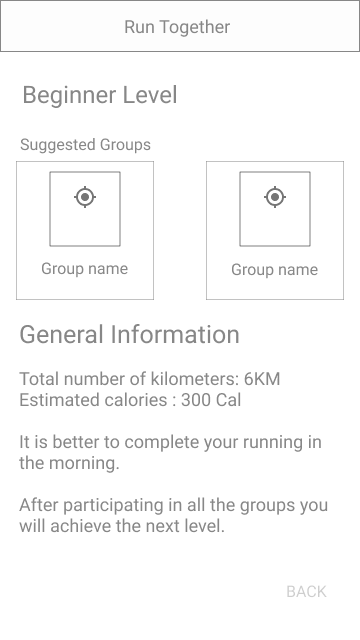 Run Together
Beginner Level
Suggested Groups
Group name
Group name
General Information
Total number of kilometers: 6KM
Estimated calories : 300 Cal
It is better to complete your running in
the morning.
After participating in all the groups you
will achieve the next level.
BACK